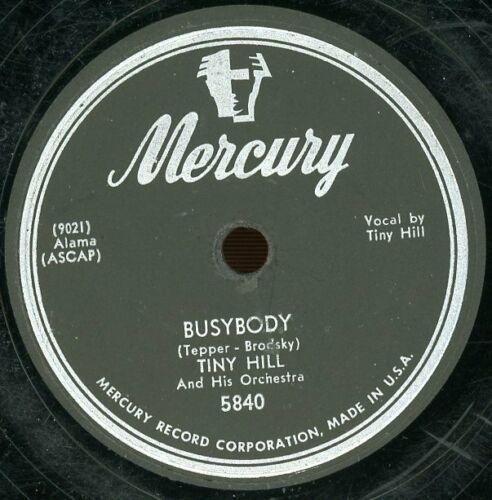 Mercury
(9021)
Alama
(ASCAP)
Vocal by
Tiny Hill
BUSYBODY
(Tepper - Brodsky)
TINY HILL
And His Orchestra
5840
MERCURY RECORD CORPORATION, MADE IN U.S.A.